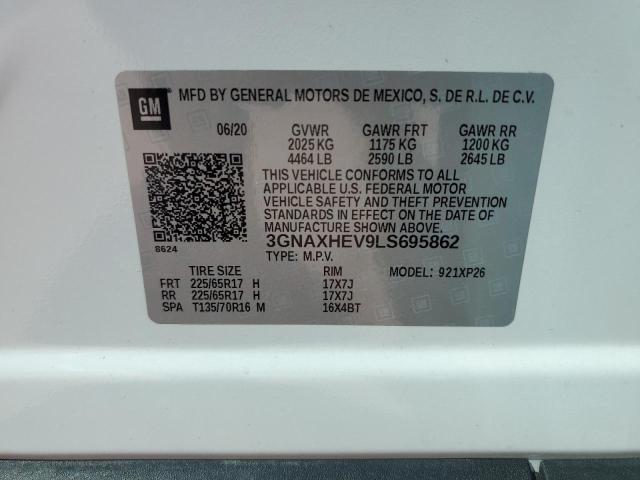 GM
MFD BY GENERAL MOTORS DE MEXICO, S. DE R.L. DE C.V.
06/20 GVWR GAWR FRT GAWR RR
2025 KG 1175 KG 1200 KG
4464 LB 2590 LB 2645 LB
THIS VEHICLE CONFORMS TO ALL
APPLICABLE U.S. FEDERAL MOTOR
VEHICLE SAFETY AND THEFT PREVENTION
STANDARDS IN EFFECT ON THE DATE OF
MANUFACTURE SHOWN ABOVE.
8624
3GNAXHEV9LS695862
TYPE: M.P.V.
TIRE SIZE RIM MODEL: 921XP26
FRT 225/65R17 H 17X7J
RR 225/65R17 H 17X7J
SPA T135/70R16 M 16X4BT